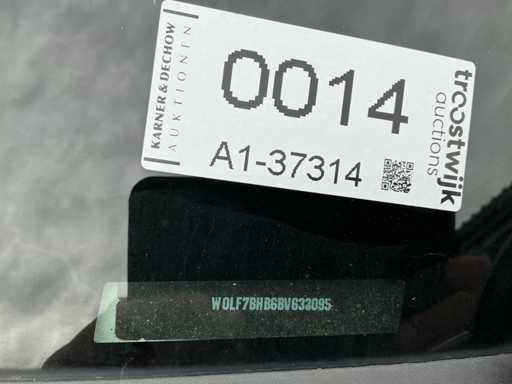 KARNER & DECHOW
AUKTIONEN
0014
A1-37314
troostwijk
auctions
W0LF7BHB6BV633095